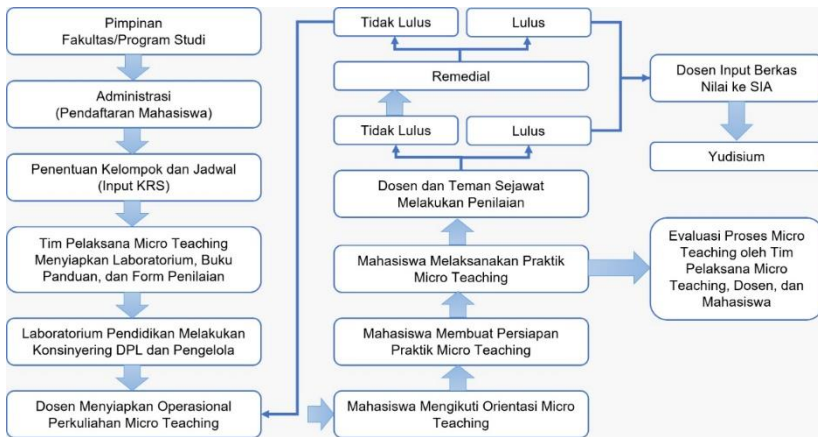 Pimpinan
Fakultas/Program Studi
Administrasi
(Pendaftaran Mahasiswa)
Penentuan Kelompok dan Jadwal
(Input KRS)
Tim Pelaksana Micro Teaching
Menyiapkan Laboratorium, Buku
Panduan, dan Form Penilaian
Laboratorium Pendidikan Melakukan
Konsinyering DPL dan Pengelola
Dosen Menyiapkan Operasional
Perkuliahan Micro Teaching
Mahasiswa Mengikuti Orientasi Micro
Teaching
Mahasiswa Membuat Persiapan
Praktik Micro Teaching
Mahasiswa Melaksanakan Praktik
Micro Teaching
Dosen dan Teman Sejawat
Melakukan Penilaian
Tidak Lulus
Lulus
Remedial
Tidak Lulus
Lulus
Dosen Input Berkas
Nilai ke SIA
Yudisium
Evaluasi Proses Micro
Teaching oleh Tim
Pelaksana Micro
Teaching, Dosen, dan
Mahasiswa